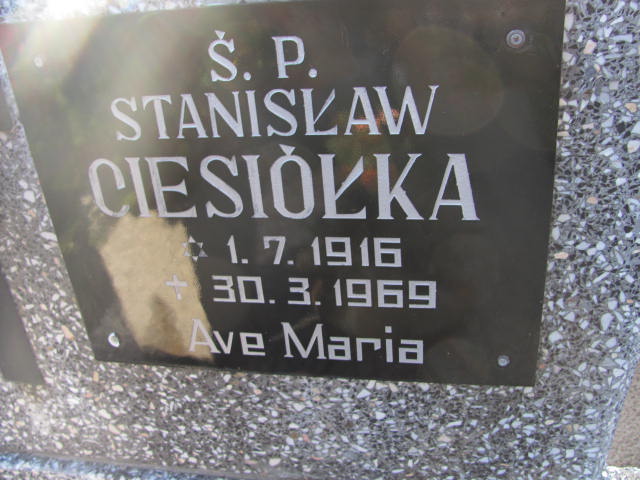 Ś. P.
STANISŁAW
CIESIÓŁKA
✡ 1. 7. 1916
✝ 30. 3. 1969
Ave Maria